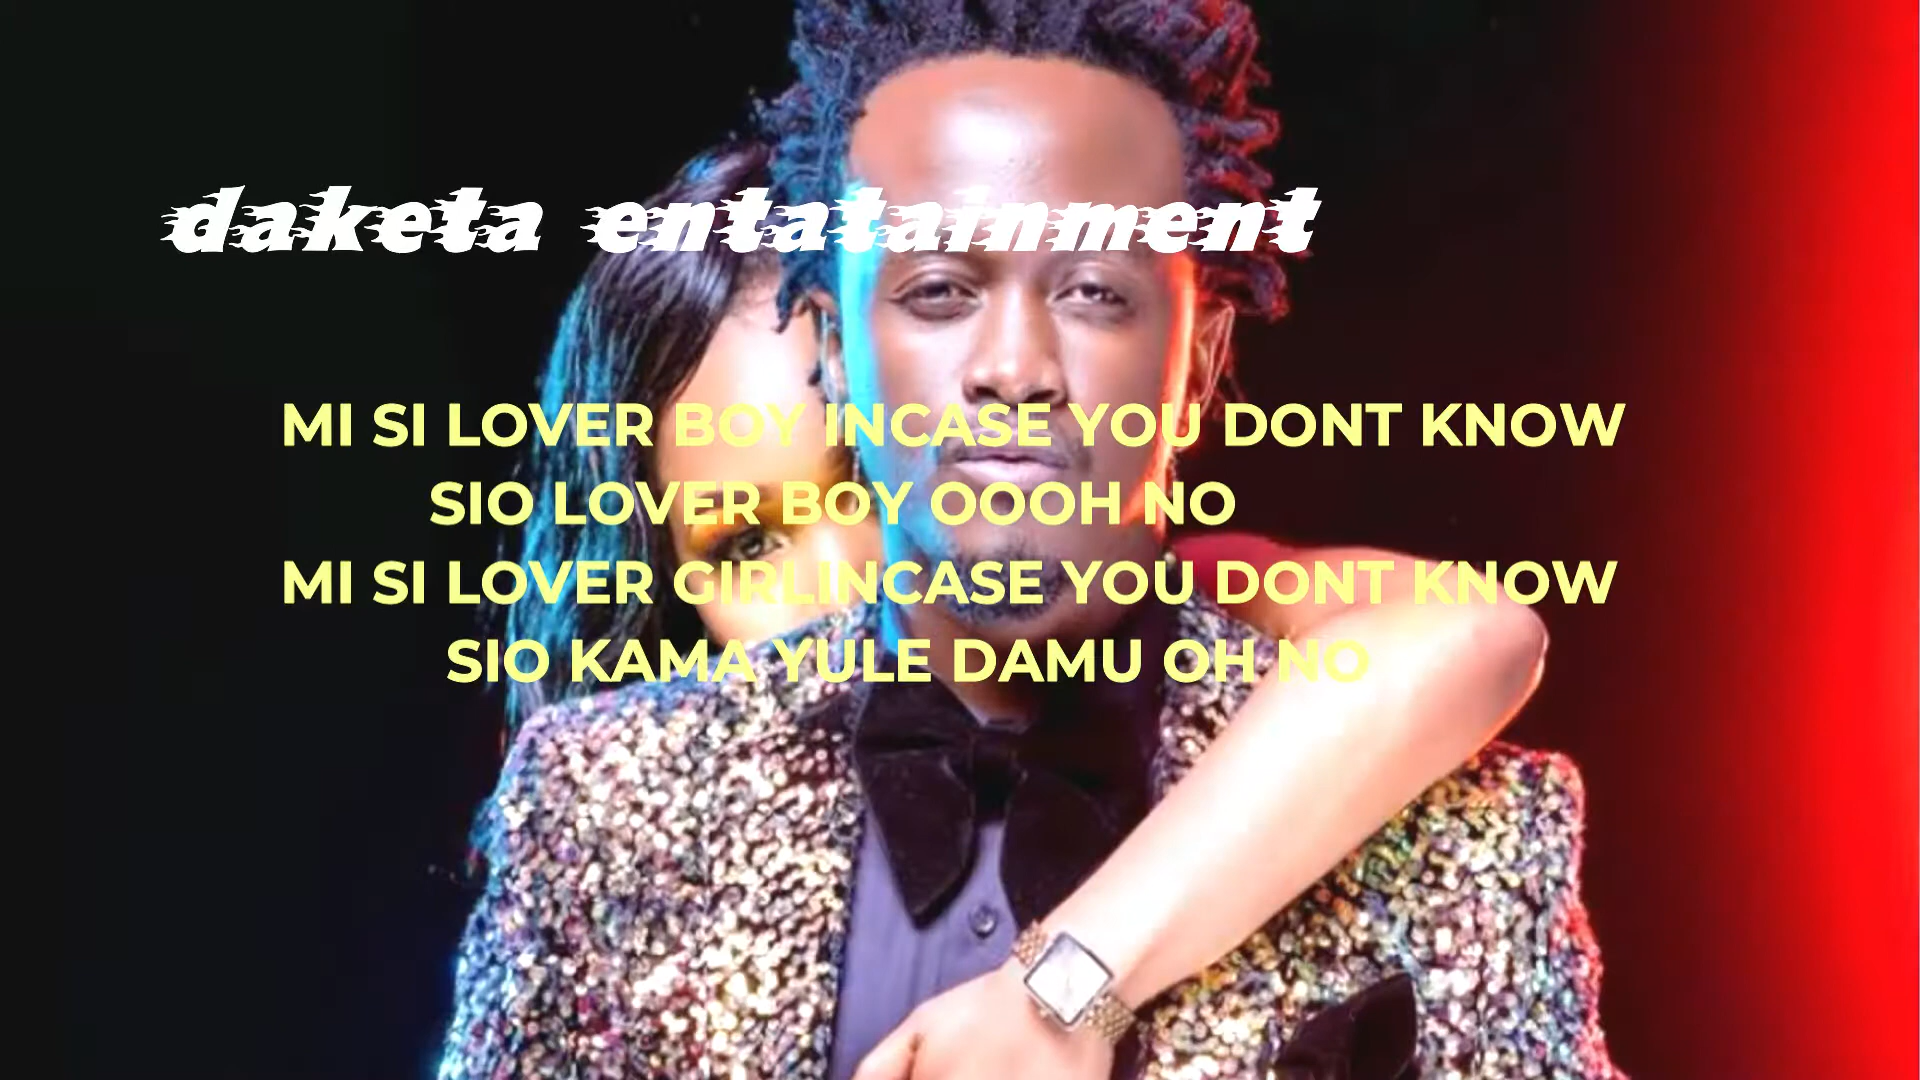 daketa entatainment
MI SI LOVER BOY INCASE YOU DONT KNOW
SIO LOVER BOY OOOH NO
MI SI LOVER GIRLINCASE YOU DONT KNOW
SIO KAMA YULE DAMU OH NO